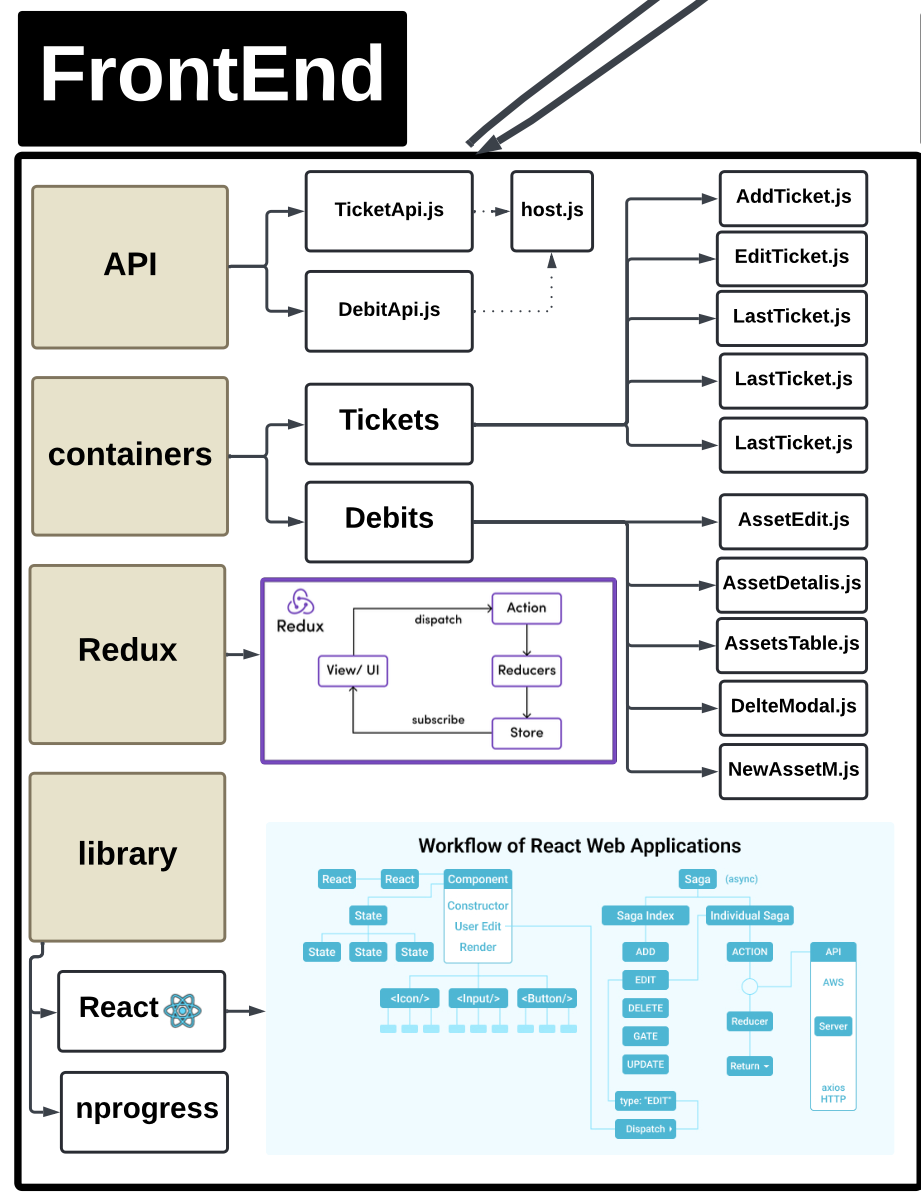 FrontEnd
API
TicketApi.js
host.js
DebitApi.js
AddTicket.js
EditTicket.js
LastTicket.js
LastTicket.js
LastTicket.js
containers
Tickets
Debits
AssetEdit.js
AssetDetalis.js
AssetsTable.js
DelteModal.js
NewAssetM.js
Redux
Redux
dispatch
Action
View/ UI
Reducers
subscribe
Store
library
React
nprogress
Workflow of React Web Applications
React
React
Component
Constructor
User Edit
Render
State
State
State
State
<Icon/>
<Input/>
<Button/>
Saga
(async)
Saga Index
Individual Saga
ADD
EDIT
DELETE
GATE
UPDATE
type: "EDIT"
Dispatch
ACTION
Reducer
Return
API
AWS
Server
axios
HTTP